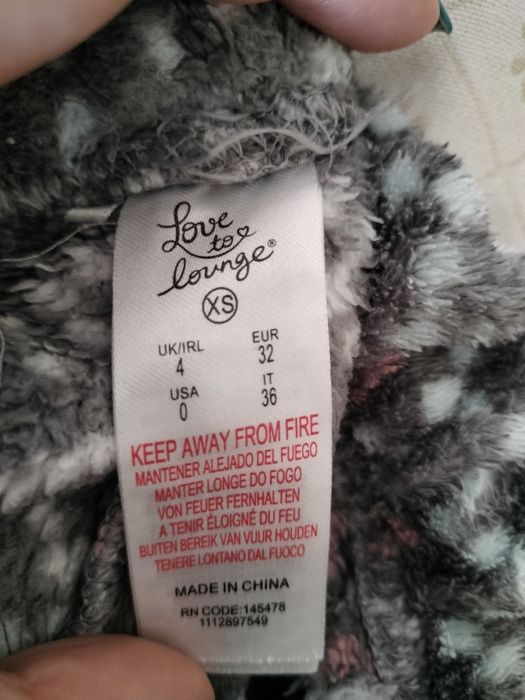 Love
to
lounge®
XS
UK/IRL EUR
4 32
USA IT
0 36
KEEP AWAY FROM FIRE
MANTENER ALEJADO DEL FUEGO
MANTER LONGE DO FOGO
VON FEUER FERNHALTEN
A TENIR ÉLOIGNÉ DU FEU
BUITEN BEREIK VAN VUUR HOUDEN
TENERE LONTANO DAL FUOCO
MADE IN CHINA
RN CODE:145478
1112897549